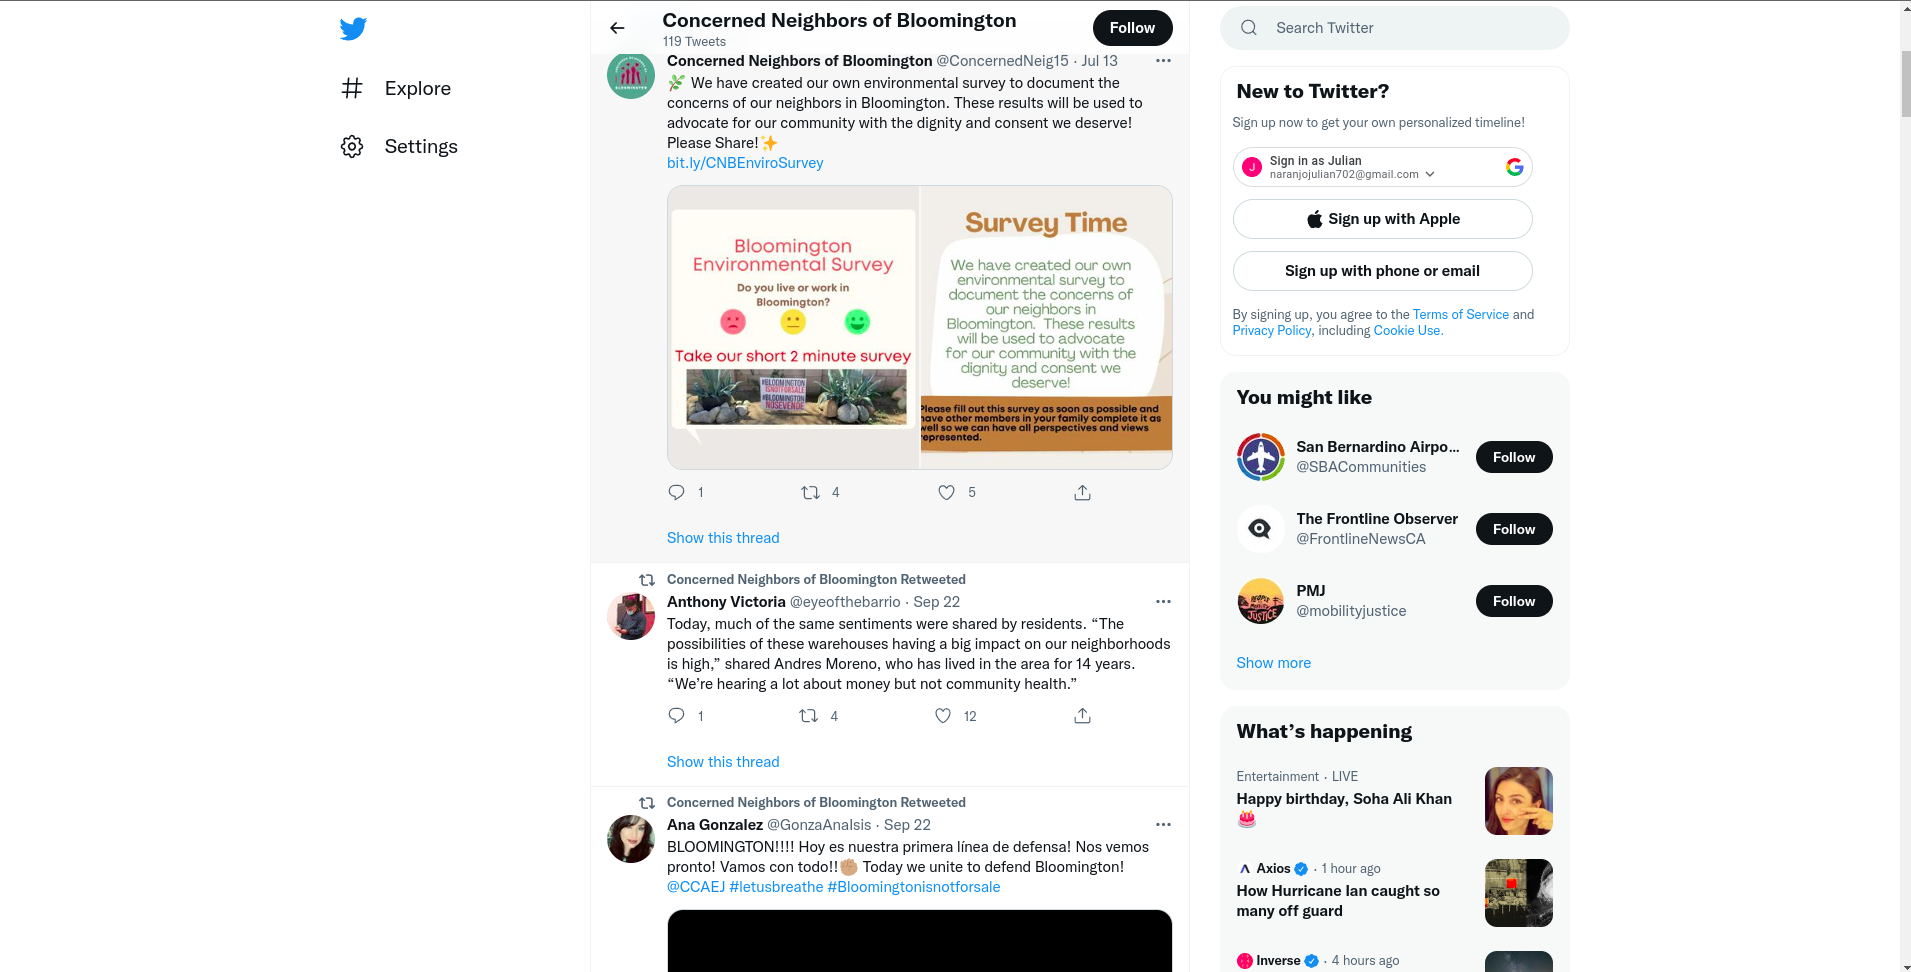 Explore
Settings
Concerned Neighbors of Bloomington
119 Tweets
Follow
Concerned Neighbors of Bloomington @ConcernedNeig15 · Jul 13
🌿 We have created our own environmental survey to document the
concerns of our neighbors in Bloomington. These results will be used to
advocate for our community with the dignity and consent we deserve!
Please Share!✨
bit.ly/CNBEnviroSurvey
Bloomington
Environmental Survey
Do you live or work in
Bloomington?
Take our short 2 minute survey
#BLOOMINGTON
ISNOTFORSALE
#BLOOMINGTON
NOSEVENDE
Survey Time
We have created our own
environmental survey to
document the concerns of
our neighbors in
Bloomington. These results
will be used to advocate
for our community with the
dignity and consent we
deserve!
Please fill out this survey as soon as possible and
have other members in your family complete it as
well so we can have all perspectives and views
represented.
1
4
5
Show this thread
Concerned Neighbors of Bloomington Retweeted
Anthony Victoria @eyeofthebarrio · Sep 22
Today, much of the same sentiments were shared by residents. “The
possibilities of these warehouses having a big impact on our neighborhoods
is high,” shared Andres Moreno, who has lived in the area for 14 years.
“We’re hearing a lot about money but not community health.”
1
4
12
Show this thread
Concerned Neighbors of Bloomington Retweeted
Ana Gonzalez @GonzaAnaIsis · Sep 22
BLOOMINGTON!!!! Hoy es nuestra primera línea de defensa! Nos vemos
pronto! Vamos con todo!!✊🏽 Today we unite to defend Bloomington!
@CCAEJ #letusbreathe #Bloomingtonisnotforsale
Search Twitter
New to Twitter?
Sign up now to get your own personalized timeline!
J
Sign in as Julian
naranjojulian702@gmail.com
Sign up with Apple
Sign up with phone or email
By signing up, you agree to the Terms of Service and
Privacy Policy, including Cookie Use.
You might like
San Bernardino Airpo...
@SBACommunities
Follow
The Frontline Observer
@FrontlineNewsCA
Follow
PMJ
@mobilityjustice
Follow
Show more
What’s happening
Entertainment · LIVE
Happy birthday, Soha Ali Khan
🎂
Axios · 1 hour ago
How Hurricane Ian caught so
many off guard
Inverse · 4 hours ago